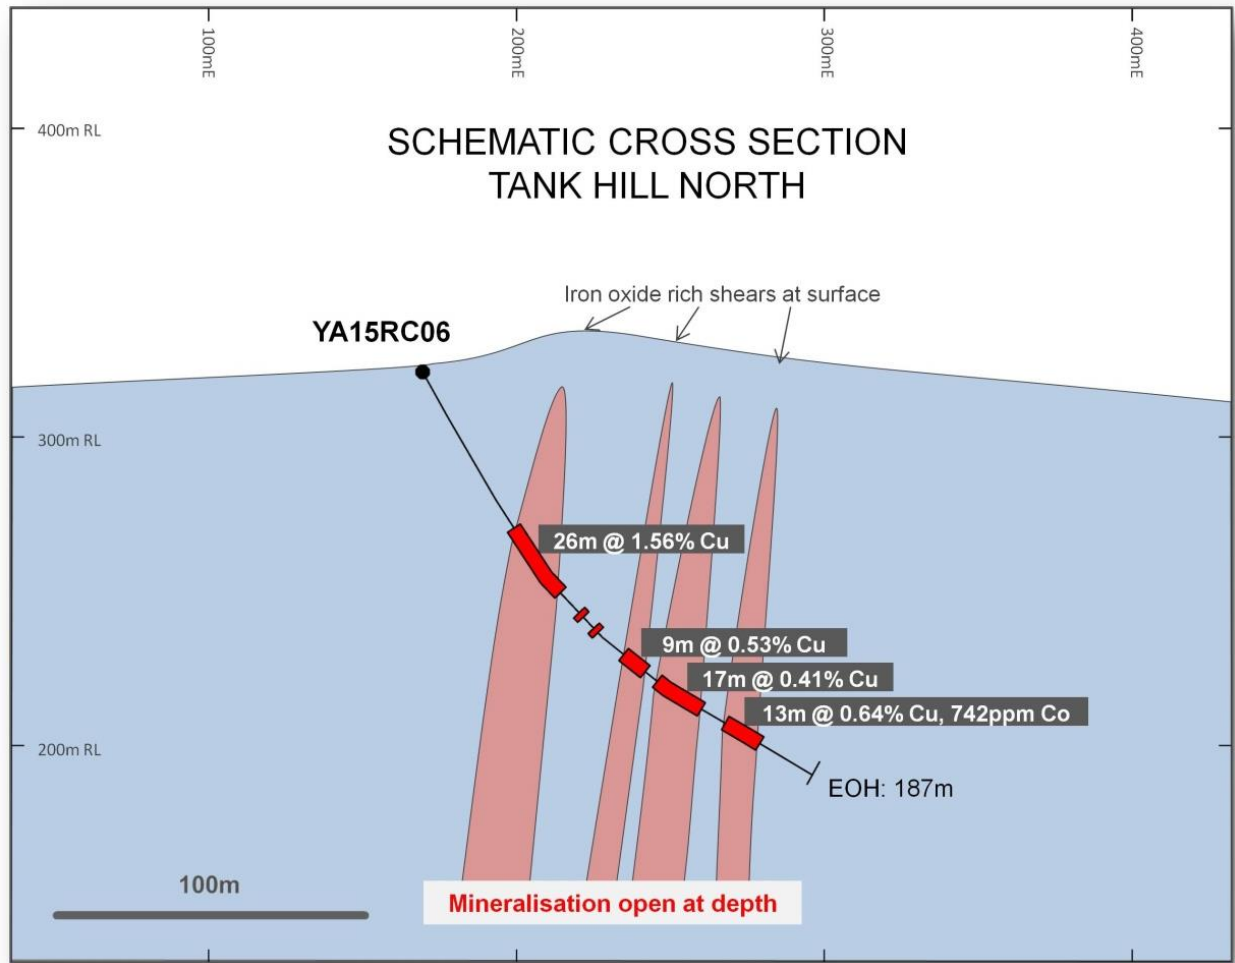 100mE
200mE
300mE
400mE
400m RL
SCHEMATIC CROSS SECTION
TANK HILL NORTH
Iron oxide rich shears at surface
YA15RC06
300m RL
26m @ 1.56% Cu
9m @ 0.53% Cu
17m @ 0.41% Cu
13m @ 0.64% Cu, 742ppm Co
200m RL
EOH: 187m
100m
Mineralisation open at depth